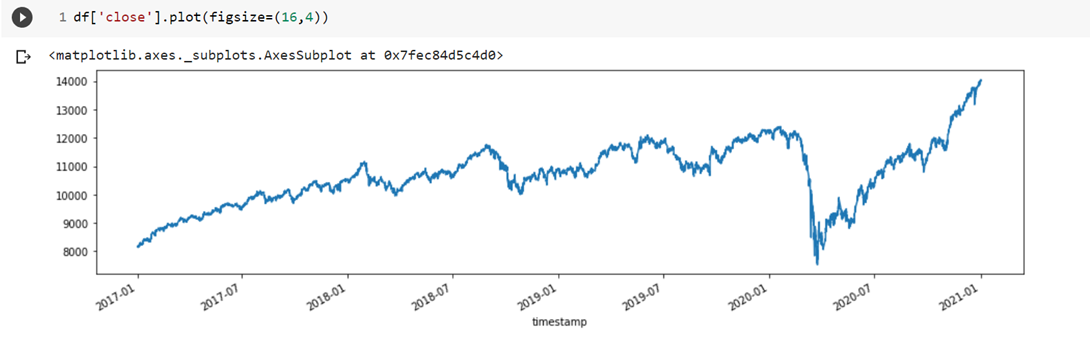 1 df['close'].plot(figsize=(16,4))
<matplotlib.axes._subplots.AxesSubplot at 0x7fec84d5c4d0>
14000
13000
12000
11000
10000
9000
8000
2017-01 2017-07 2018-01 2018-07 2019-01 2019-07 2020-01 2020-07 2021-01
timestamp